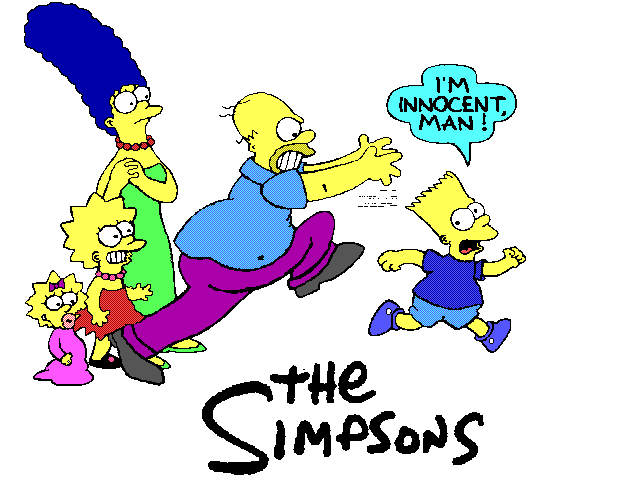 I'M
INNOCENT,
MAN!
THE
SIMPSONS